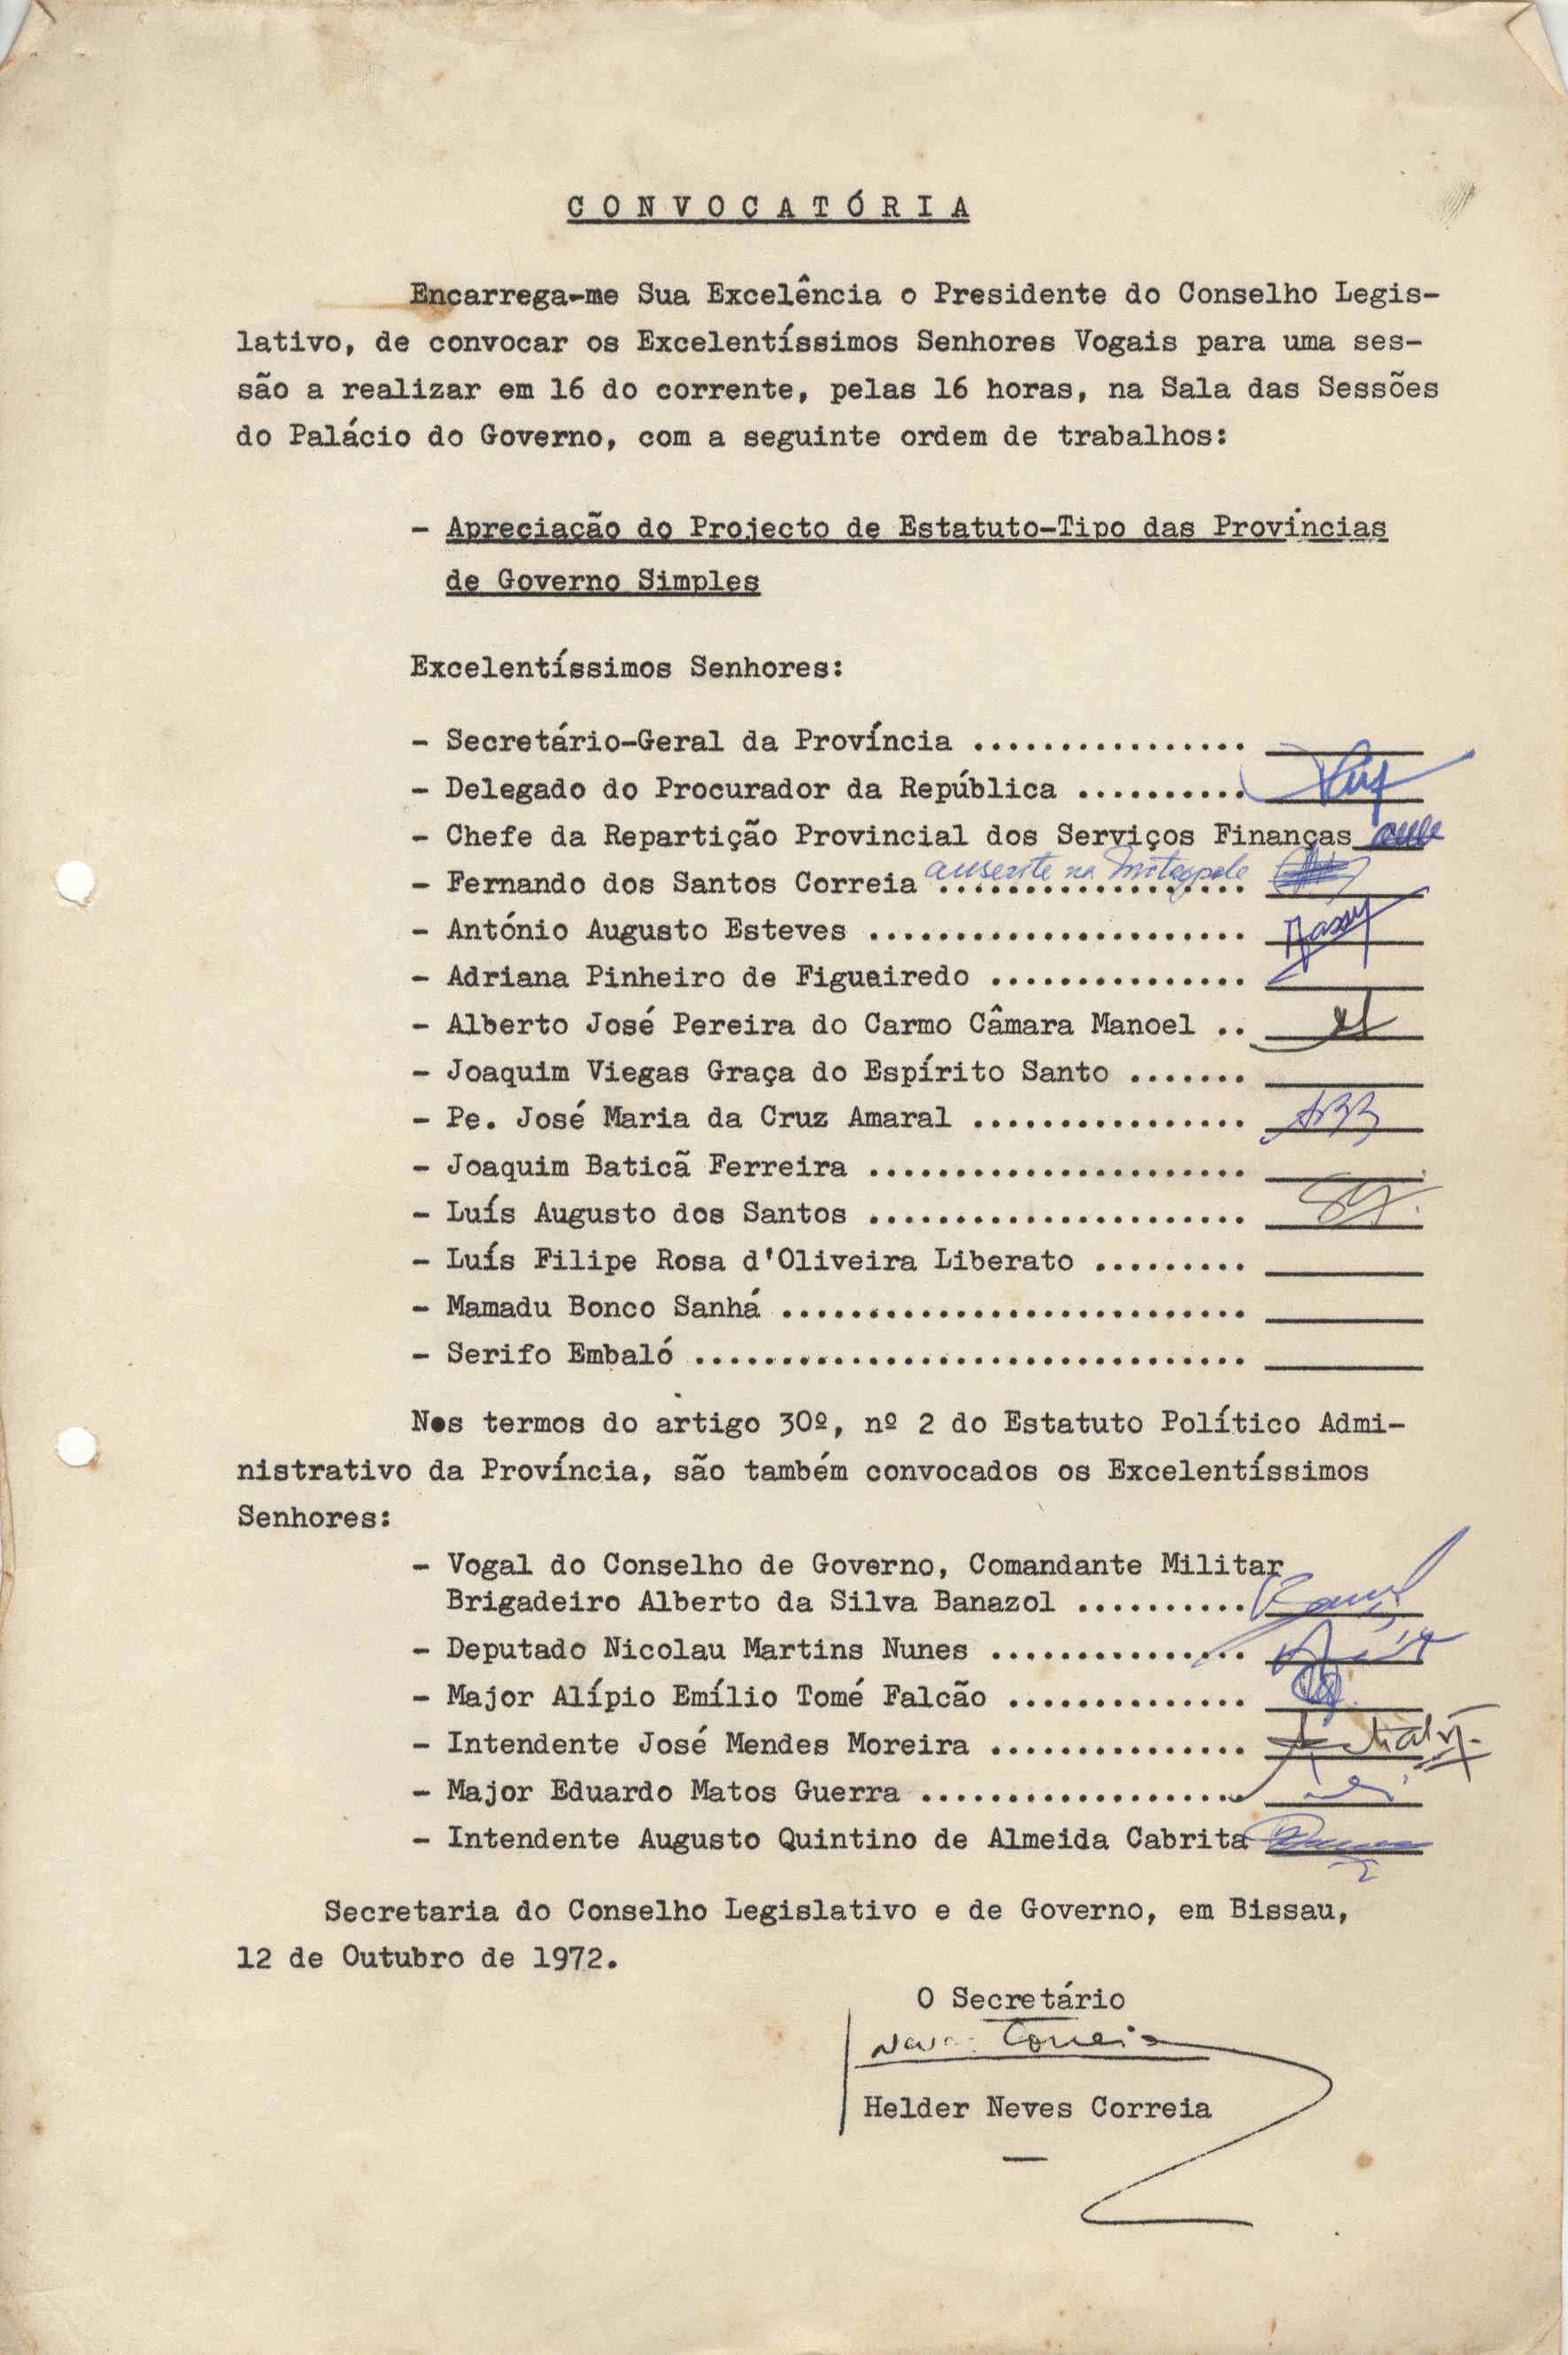 CONVOCATÓRIA
Encarrega-me Sua Excelência o Presidente do Conselho Legis-
lativo, de convocar os Excelentíssimos Senhores Vogais para uma ses-
são a realizar em 16 do corrente, pelas 16 horas, na Sala das Sessões
do Palácio do Governo, com a seguinte ordem de trabalhos:
- Apreciação do Projecto de Estatuto-Tipo das Províncias
de Governo Simples
Excelentíssimos Senhores:
- Secretário-Geral da Província ................
- Delegado do Procurador da República ..........
- Chefe da Repartição Provincial dos Serviços Finanças
- Fernando dos Santos Correia .................. ausente na Metropole
- António Augusto Esteves ......................
- Adriana Pinheiro de Figueiredo ...............
- Alberto José Pereira do Carmo Câmara Manoel ..
- Joaquim Viegas Graça do Espírito Santo .......
- Pe. José Maria da Cruz Amaral ................
- Joaquim Baticã Ferreira ......................
- Luís Augusto dos Santos ......................
- Luís Filipe Rosa d'Oliveira Liberato .........
- Mamadu Bonco Sanhá ...........................
- Serifo Embaló ................................
Nos termos do artigo 30º, nº 2 do Estatuto Político Admi-
nistrativo da Província, são também convocados os Excelentíssimos
Senhores:
- Vogal do Conselho de Governo, Comandante Militar
Brigadeiro Alberto da Silva Banazol ..........
- Deputado Nicolau Martins Nunes ...............
- Major Alípio Emílio Tomé Falcão ..............
- Intendente José Mendes Moreira ...............
- Major Eduardo Matos Guerra ...................
- Intendente Augusto Quintino de Almeida Cabrita
Secretaria do Conselho Legislativo e de Governo, em Bissau,
12 de Outubro de 1972.
O Secretário
Neves Correia
Helder Neves Correia